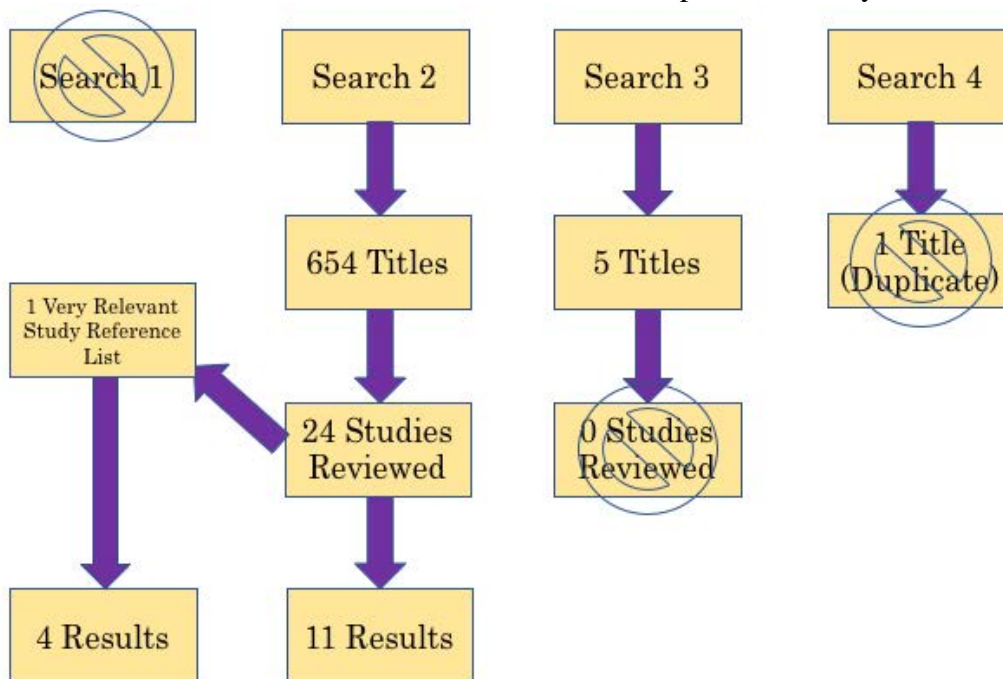 Search 1
Search 2
Search 3
Search 4
654 Titles
5 Titles
1 Title
(Duplicate)
1 Very Relevant
Study Reference
List
24 Studies
Reviewed
0 Studies
Reviewed
4 Results
11 Results